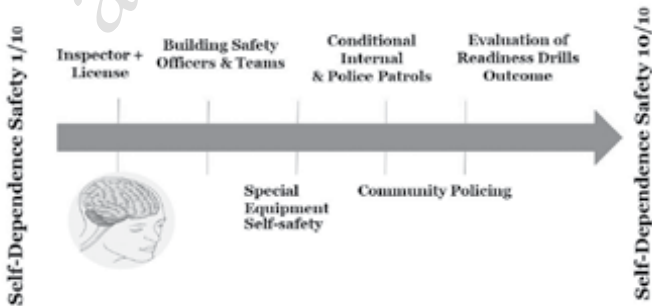 Self-Dependence Safety 1/10
Inspector +
License
Building Safety
Officers & Teams
Conditional
Internal
& Police Patrols
Evaluation of
Readiness Drills
Outcome
Special
Equipment
Self-safety
Community Policing
Self-Dependence Safety 10/10